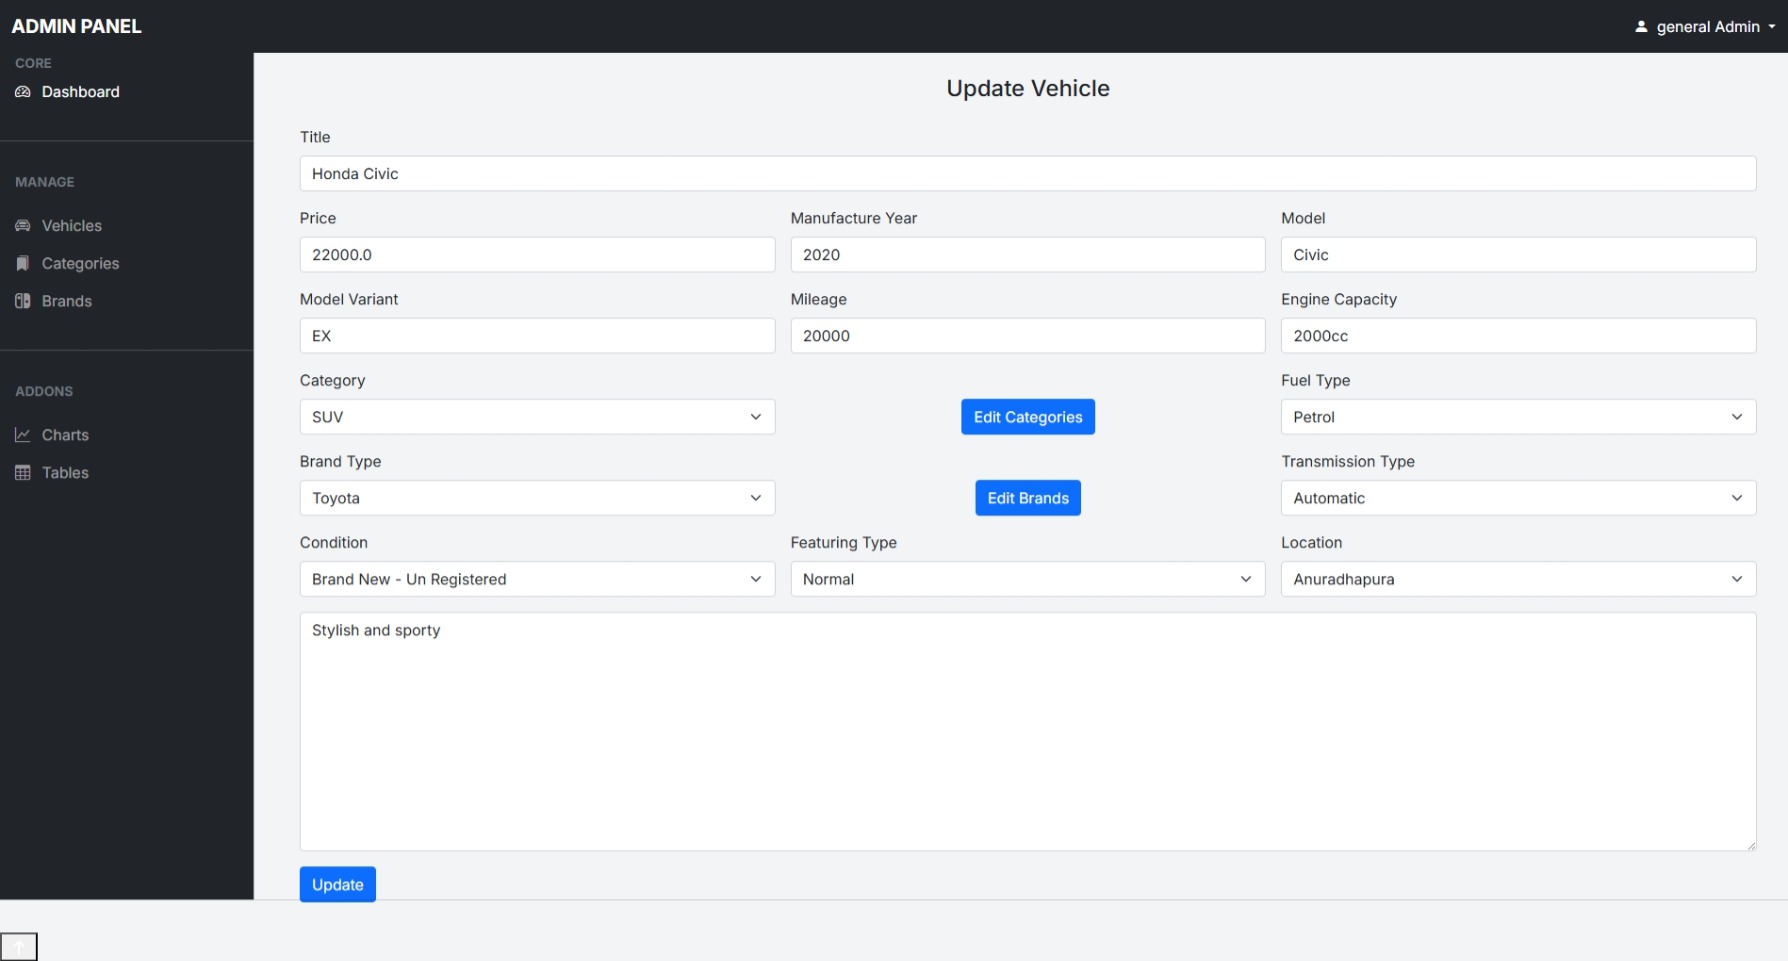 ADMIN PANEL
general Admin
CORE
Dashboard
MANAGE
Vehicles
Categories
Brands
ADDONS
Charts
Tables
Update Vehicle
Title
Honda Civic
Price
Manufacture Year
Model
22000.0
2020
Civic
Model Variant
Mileage
Engine Capacity
EX
20000
2000cc
Category
Fuel Type
SUV
Edit Categories
Petrol
Brand Type
Transmission Type
Toyota
Edit Brands
Automatic
Condition
Featuring Type
Location
Brand New - Un Registered
Normal
Anuradhapura
Stylish and sporty
Update